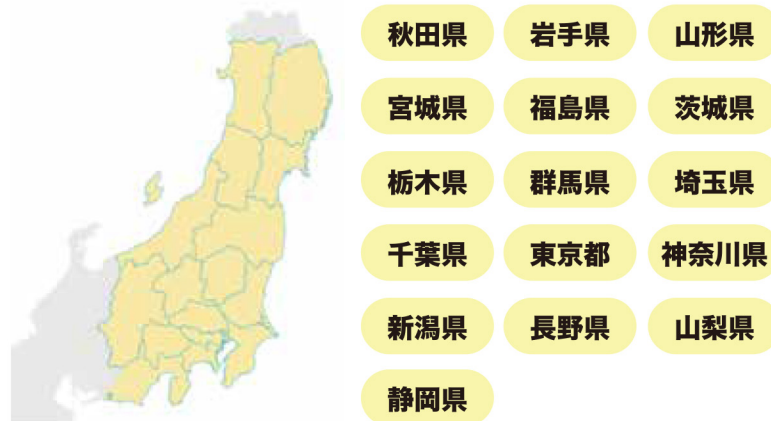 秋田県 岩手県 山形県
宮城県 福島県 茨城県
栃木県 群馬県 埼玉県
千葉県 東京都 神奈川県
新潟県 長野県 山梨県
静岡県